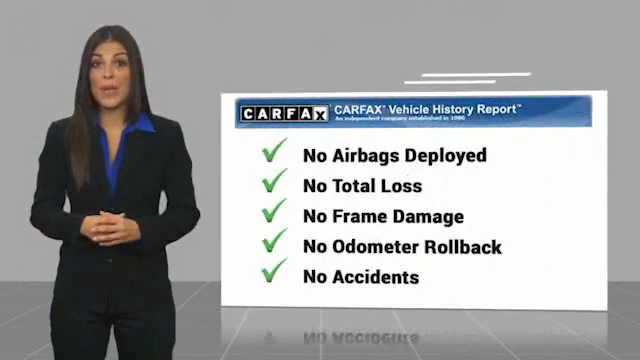 CARFAX CARFAX® Vehicle History Report™
An independent company established in 1986
No Airbags Deployed
No Total Loss
No Frame Damage
No Odometer Rollback
No Accidents